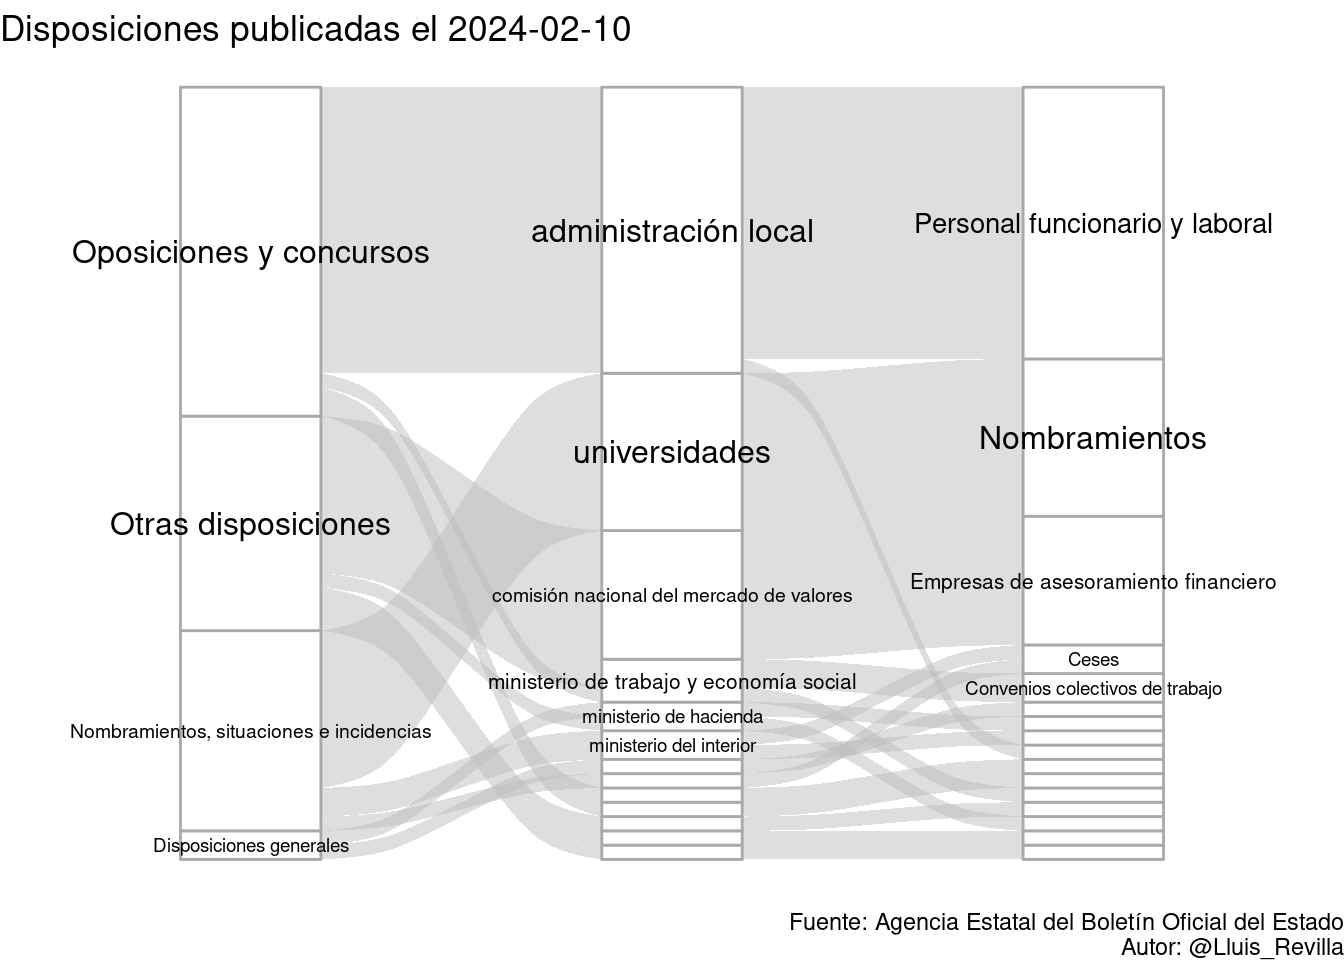 Disposiciones publicadas el 2024-02-10
Oposiciones y concursos
Otras disposiciones
Nombramientos, situaciones e incidencias
Disposiciones generales
administración local
universidades
comisión nacional del mercado de valores
ministerio de trabajo y economía social
ministerio de hacienda
ministerio del interior
Personal funcionario y laboral
Nombramientos
Empresas de asesoramiento financiero
Ceses
Convenios colectivos de trabajo
Fuente: Agencia Estatal del Boletín Oficial del Estado
Autor: @Lluis_Revilla